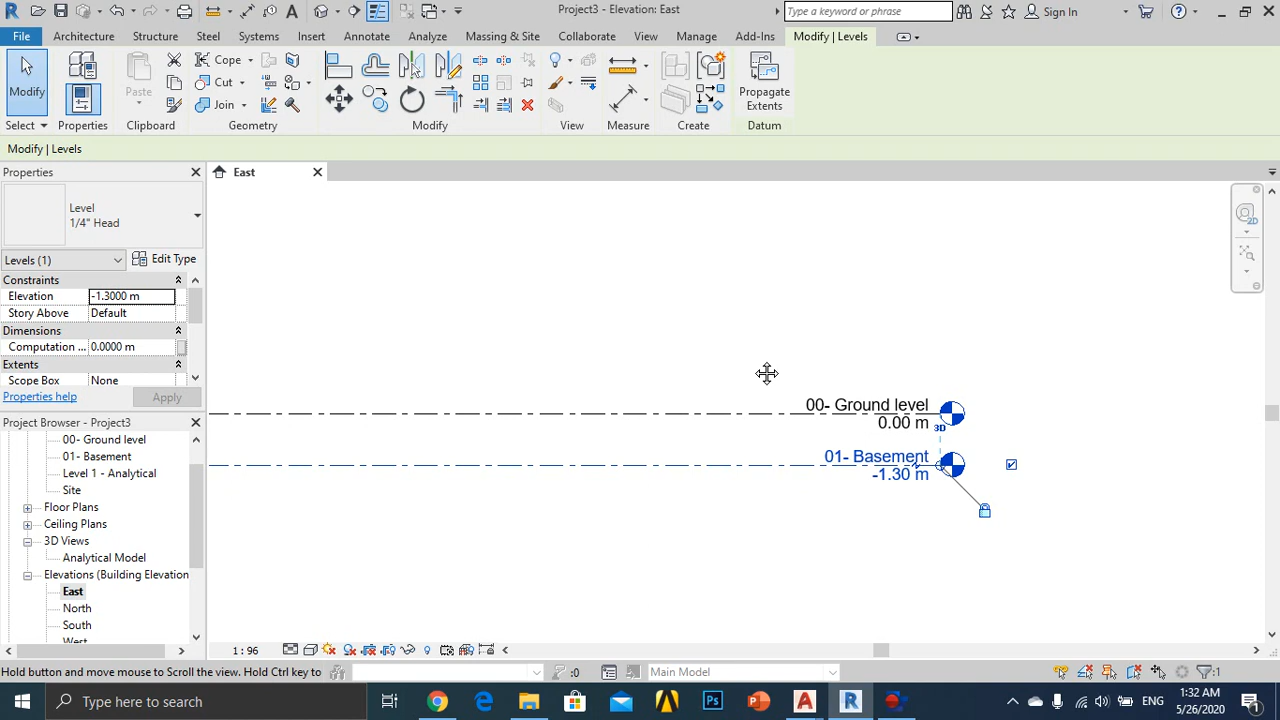 Project3 - Elevation: East
Type a keyword or phrase
Sign In
File
Architecture
Structure
Steel
Systems
Insert
Annotate
Analyze
Massing & Site
Collaborate
View
Manage
Add-Ins
Modify | Levels
Modify
Properties
Paste
Cope
Cut
Join
Propagate
Extents
Select
Properties
Clipboard
Geometry
Modify
View
Measure
Create
Datum
Modify | Levels
Properties
East
Level
1/4" Head
2D
Levels (1)
Edit Type
Constraints
Elevation
-1.3000 m
Story Above
Default
Dimensions
Computation ...
0.0000 m
Extents
Scope Box
None
Properties help
Apply
00- Ground level
0.00 m
3D
01- Basement
-1.30 m
Project Browser - Project3
00- Ground level
01- Basement
Level 1 - Analytical
Site
Floor Plans
Ceiling Plans
3D Views
Analytical Model
Elevations (Building Elevation
East
North
South
West
1 : 96
Hold button and move mouse to Scroll the view. Hold Ctrl key to
:0
Main Model
:1
Type here to search
ENG
1:32 AM
5/26/2020